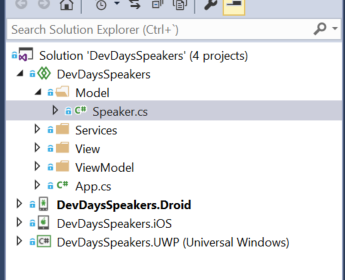 Search Solution Explorer (Ctrl+`)
Solution 'DevDaysSpeakers' (4 projects)
DevDaysSpeakers
Model
C# Speaker.cs
Services
View
ViewModel
C# App.cs
DevDaysSpeakers.Droid
DevDaysSpeakers.iOS
C# DevDaysSpeakers.UWP (Universal Windows)